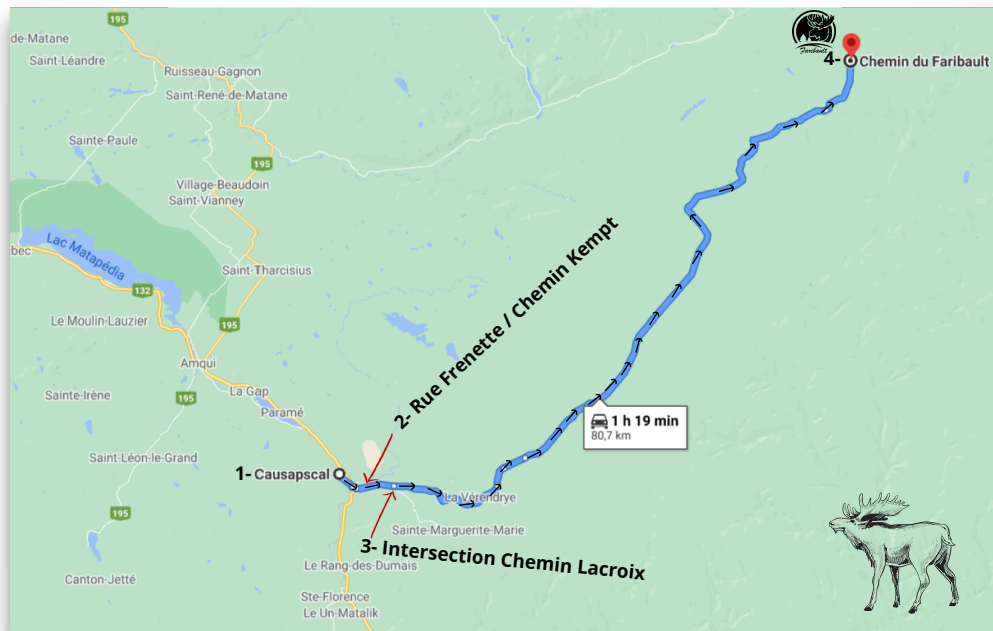 195
de-Matane
Saint-Léandre
Ruisseau-Gagnon
Saint-René-de-Matane
Faribault
4- Chemin du Faribault
Sainte-Paule
195
Village-Beaudoin
Saint-Vianney
bec
Lac Matapédia
Saint-Tharcisius
132
Le Moulin-Lauzier
195
Amqui
Sainte-Irène
195
La Gap
Paramé
2- Rue Frenette / Chemin Kempt
1 h 19 min
80,7 km
Saint-Léon-le-Grand
1- Causapscal
La Vérendrye
195
Sainte-Marguerite-Marie
3- Intersection Chemin Lacroix
Le Rang-des-Dumais
Canton-Jetté
Ste-Florence
Le Un-Matalik